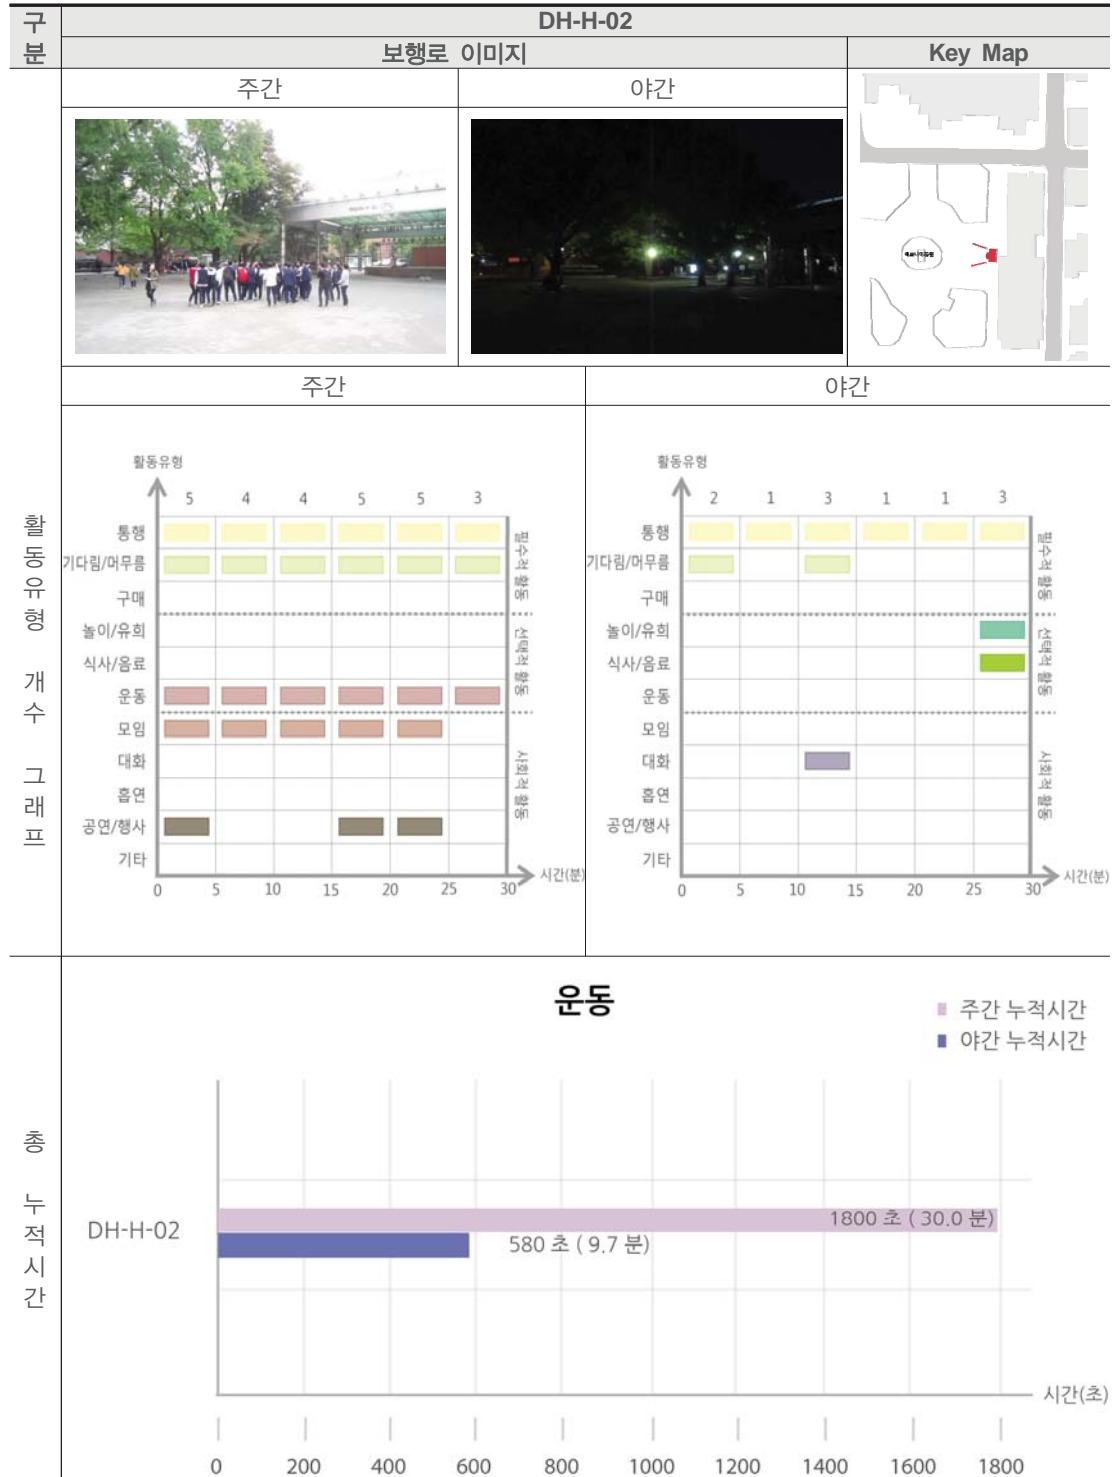 구분
DH-H-02
보행로 이미지
Key Map
주간
야간
주간
야간
활동유형 개수 그래프
활동유형
5 4 4 5 5 3
통행
기다림/머무름
구매
놀이/유희
식사/음료
운동
모임
대화
흡연
공연/행사
기타
필수적 활동
선택적 활동
사회적 활동
0 5 10 15 20 25 30
시간(분)
활동유형
2 1 3 1 1 3
통행
기다림/머무름
구매
놀이/유희
식사/음료
운동
모임
대화
흡연
공연/행사
기타
필수적 활동
선택적 활동
사회적 활동
0 5 10 15 20 25 30
시간(분)
총 누적시간
운동
주간 누적시간
야간 누적시간
DH-H-02
1800 초 ( 30.0 분)
580 초 ( 9.7 분)
시간(초)
0 200 400 600 800 1000 1200 1400 1600 1800